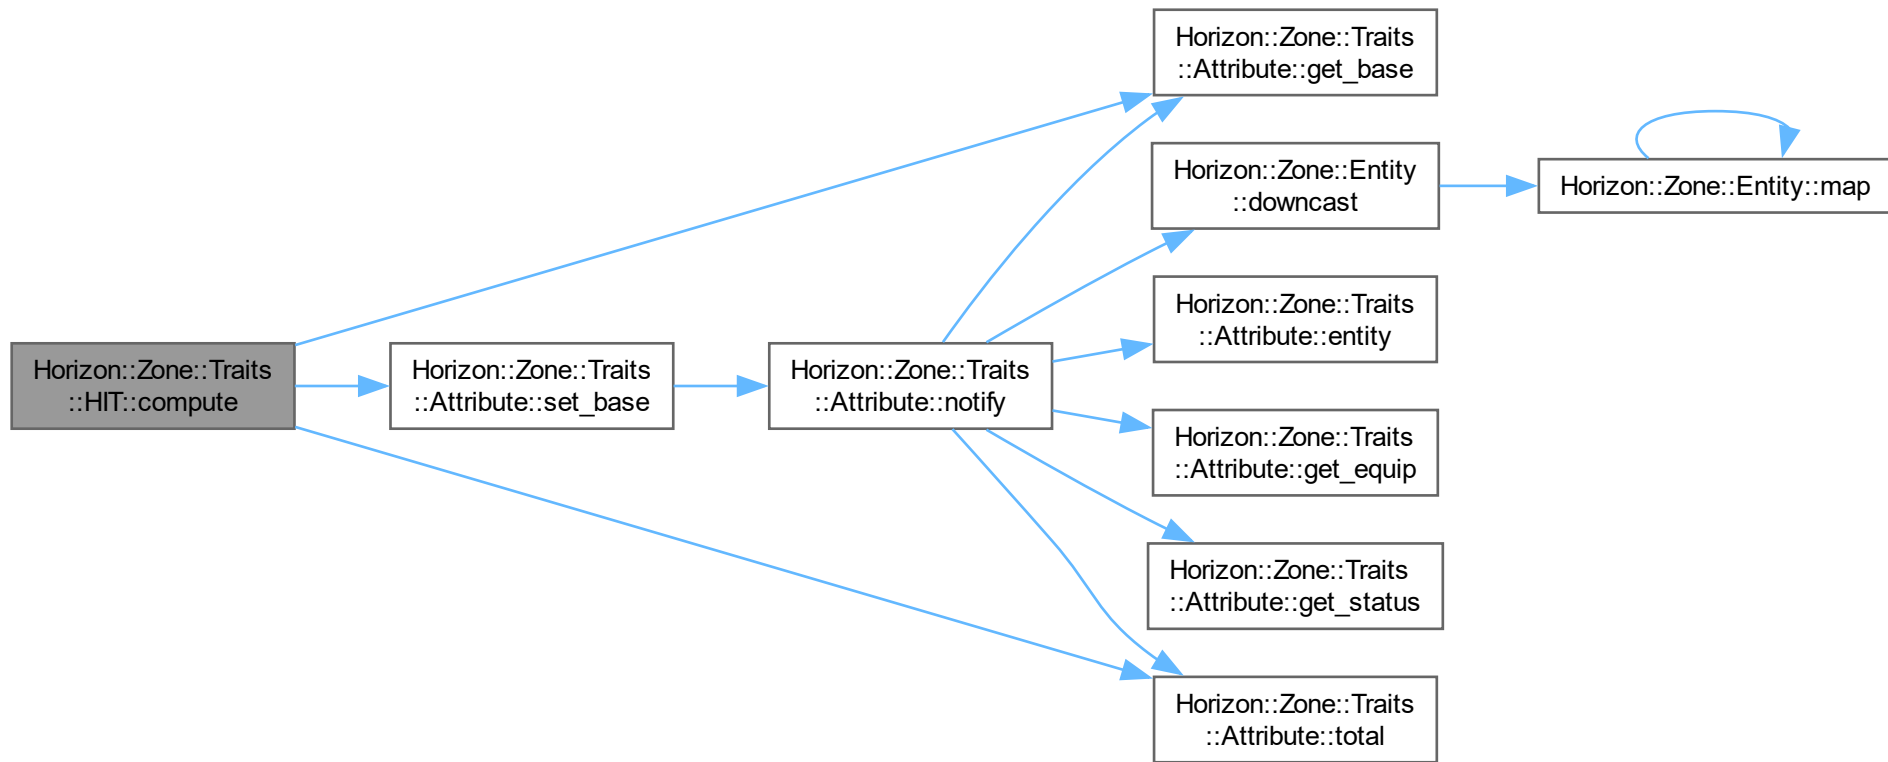 Horizon::Zone::Traits
::HIT::compute
Horizon::Zone::Traits
::Attribute::set_base
Horizon::Zone::Traits
::Attribute::notify
Horizon::Zone::Traits
::Attribute::get_base
Horizon::Zone::Entity
::downcast
Horizon::Zone::Entity::map
Horizon::Zone::Traits
::Attribute::entity
Horizon::Zone::Traits
::Attribute::get_equip
Horizon::Zone::Traits
::Attribute::get_status
Horizon::Zone::Traits
::Attribute::total